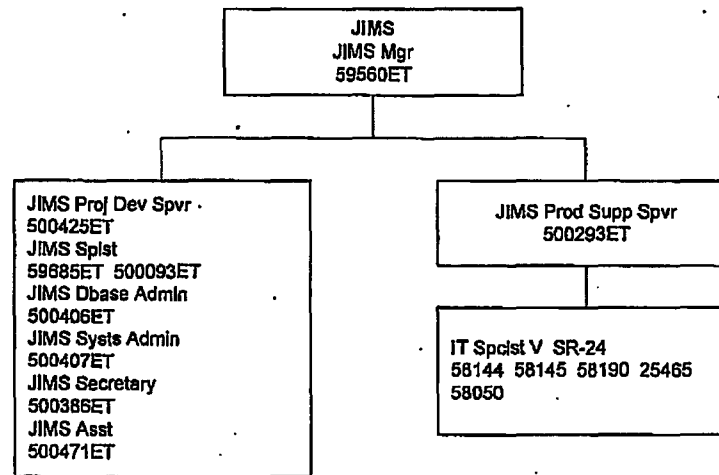 JIMS
JIMS Mgr
59560ET
JIMS Proj Dev Spvr
500425ET
JIMS Splst
59685ET 500093ET
JIMS Dbase Admin
500406ET
JIMS Systs Admin
500407ET
JIMS Secretary
500386ET
JIMS Asst
500471ET
JIMS Prod Supp Spvr
500293ET
IT Spclst V SR-24
58144 58145 58190 25465
58050